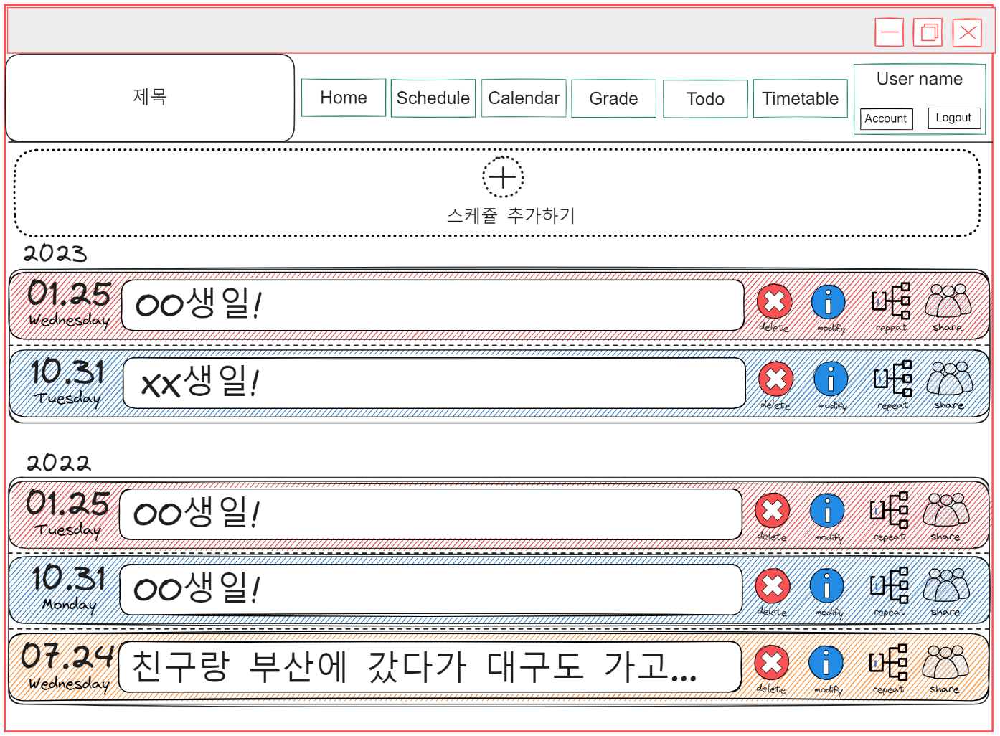 제목
Home
Schedule
Calendar
Grade
Todo
Timetable
User name
Account
Logout
스케쥴 추가하기
2023
01.25
Wednesday
OO생일!
delete
modify
repeat
share
10.31
Tuesday
xx생일!
delete
modify
repeat
share
2022
01.25
Tuesday
OO생일!
delete
modify
repeat
share
10.31
Monday
OO생일!
delete
modify
repeat
share
07.24
Wednesday
친구랑 부산에 갔다가 대구도 가고...
delete
modify
repeat
share